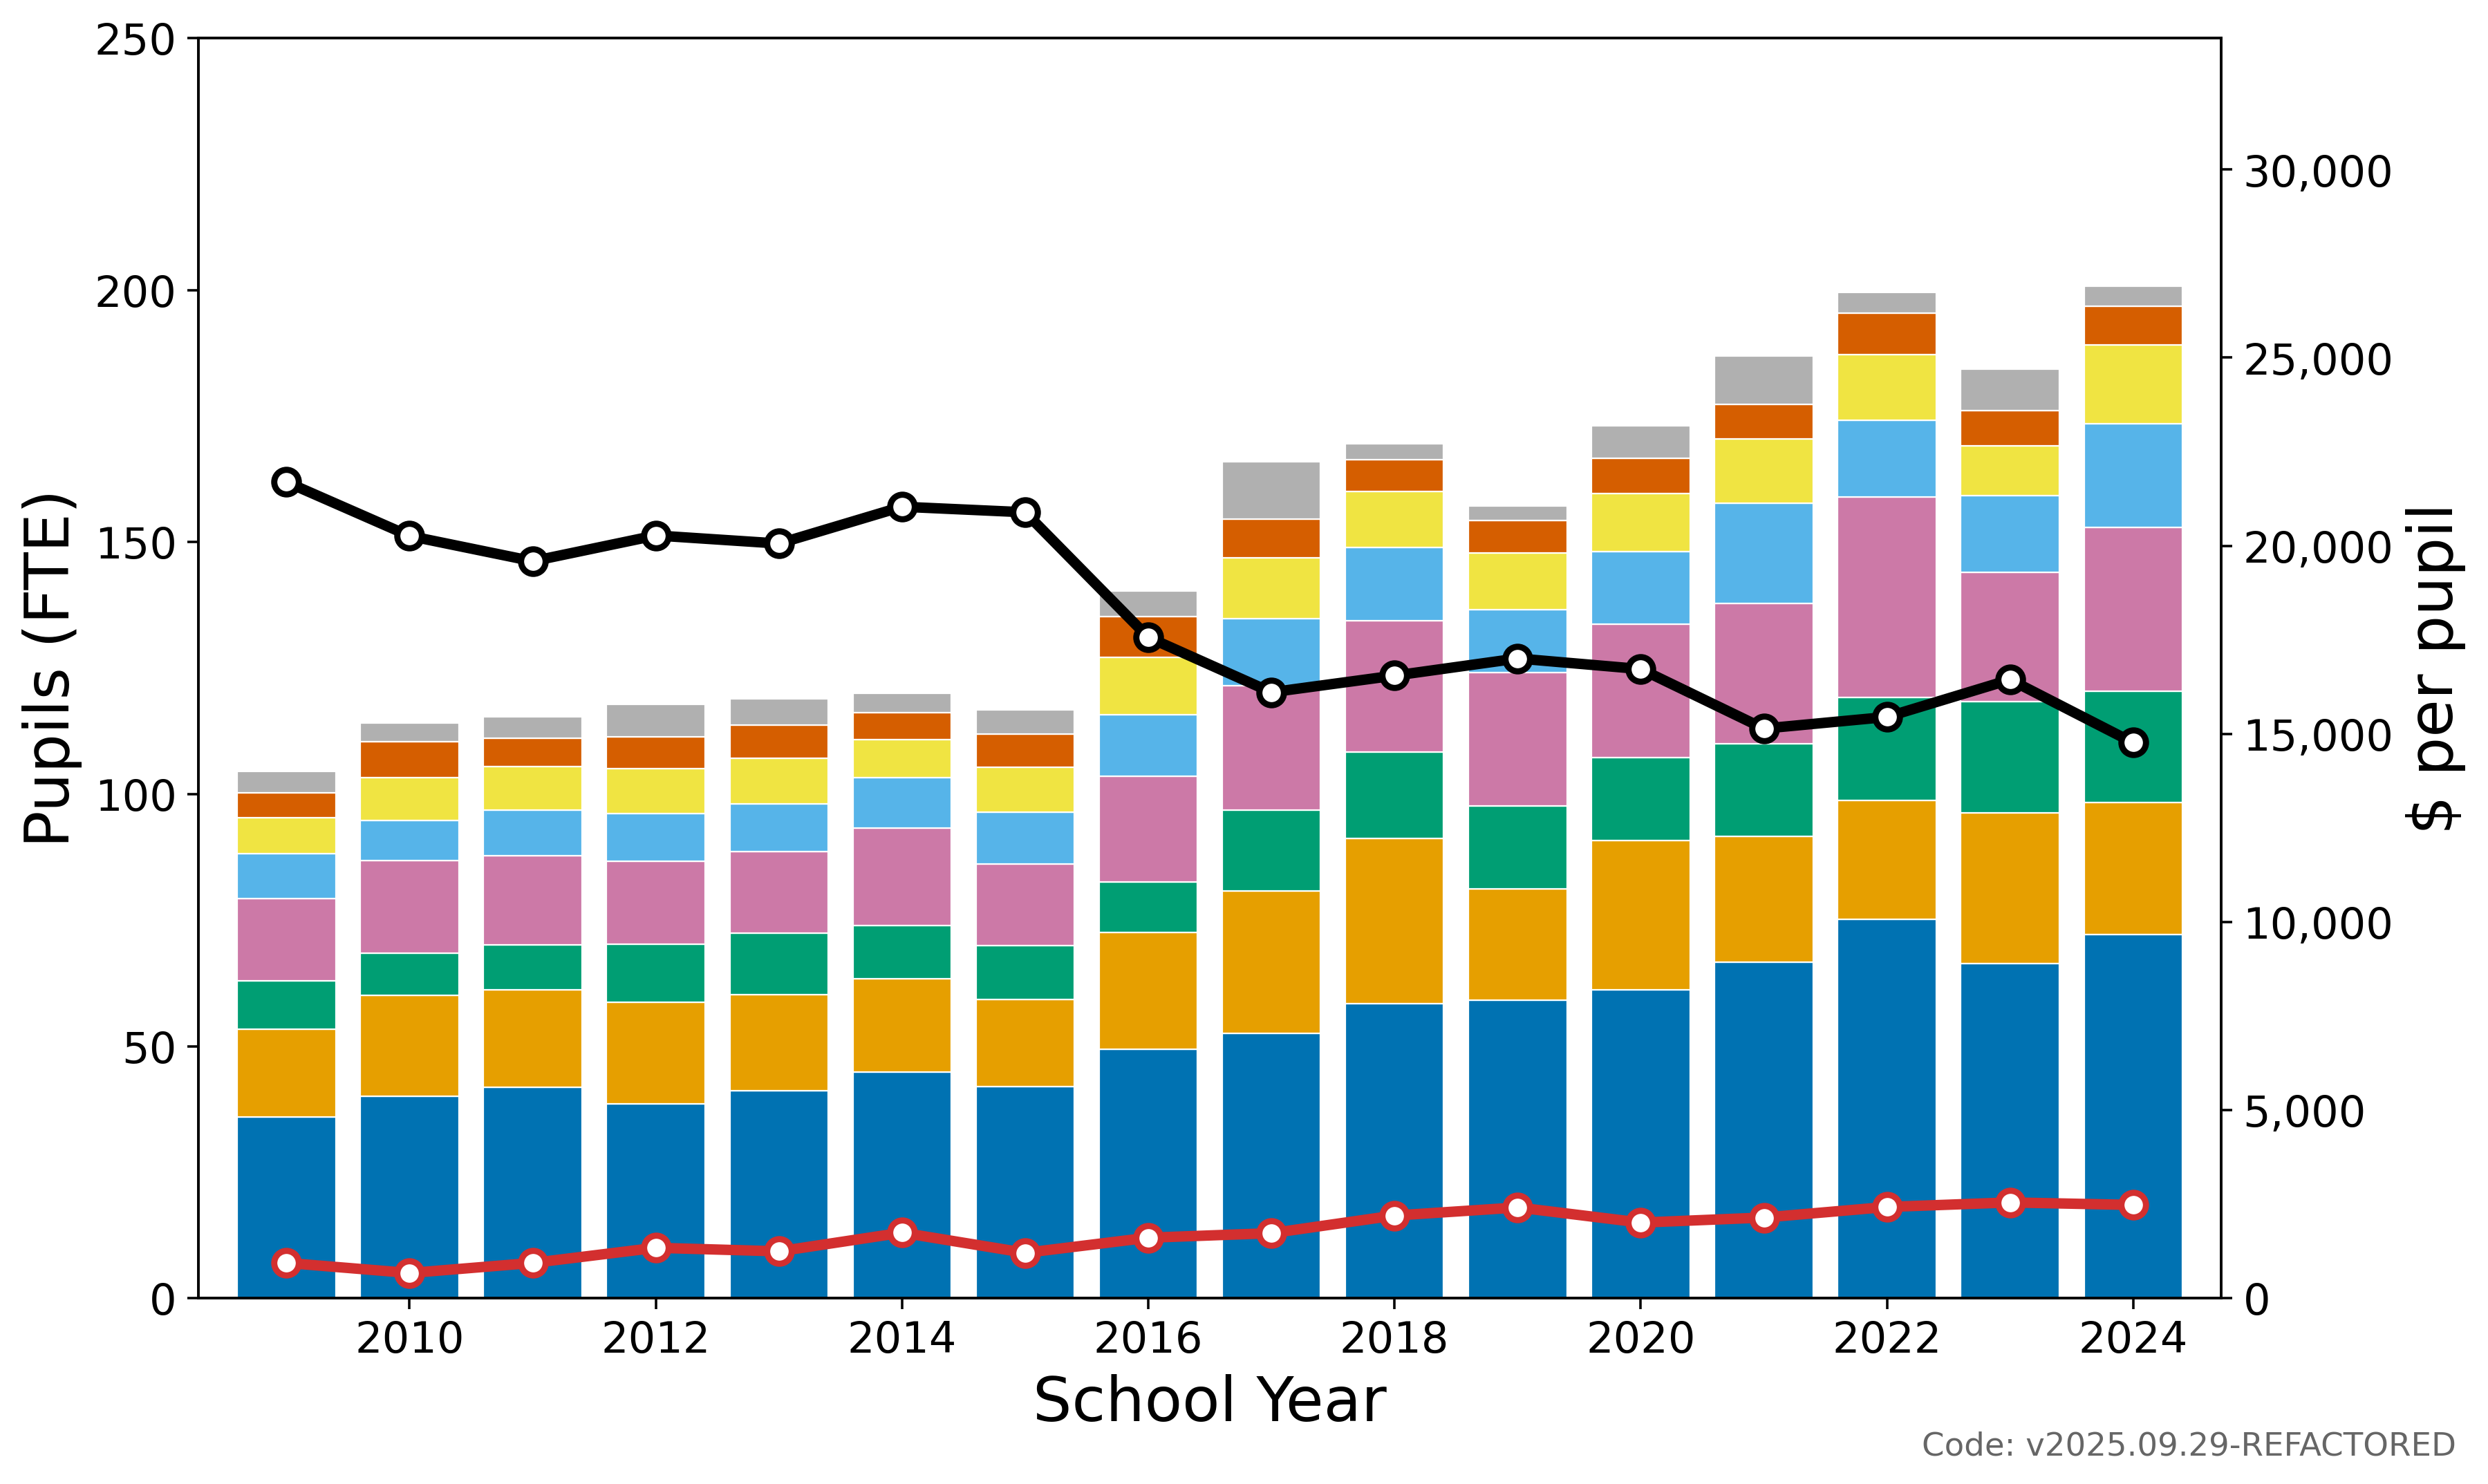 250
200
150
100
50
0
Pupils (FTE)
30,000
25,000
20,000
15,000
10,000
5,000
0
$ per pupil
2010 2012 2014 2016 2018 2020 2022 2024
School Year
Code: v2025.09.29-REFACTORED